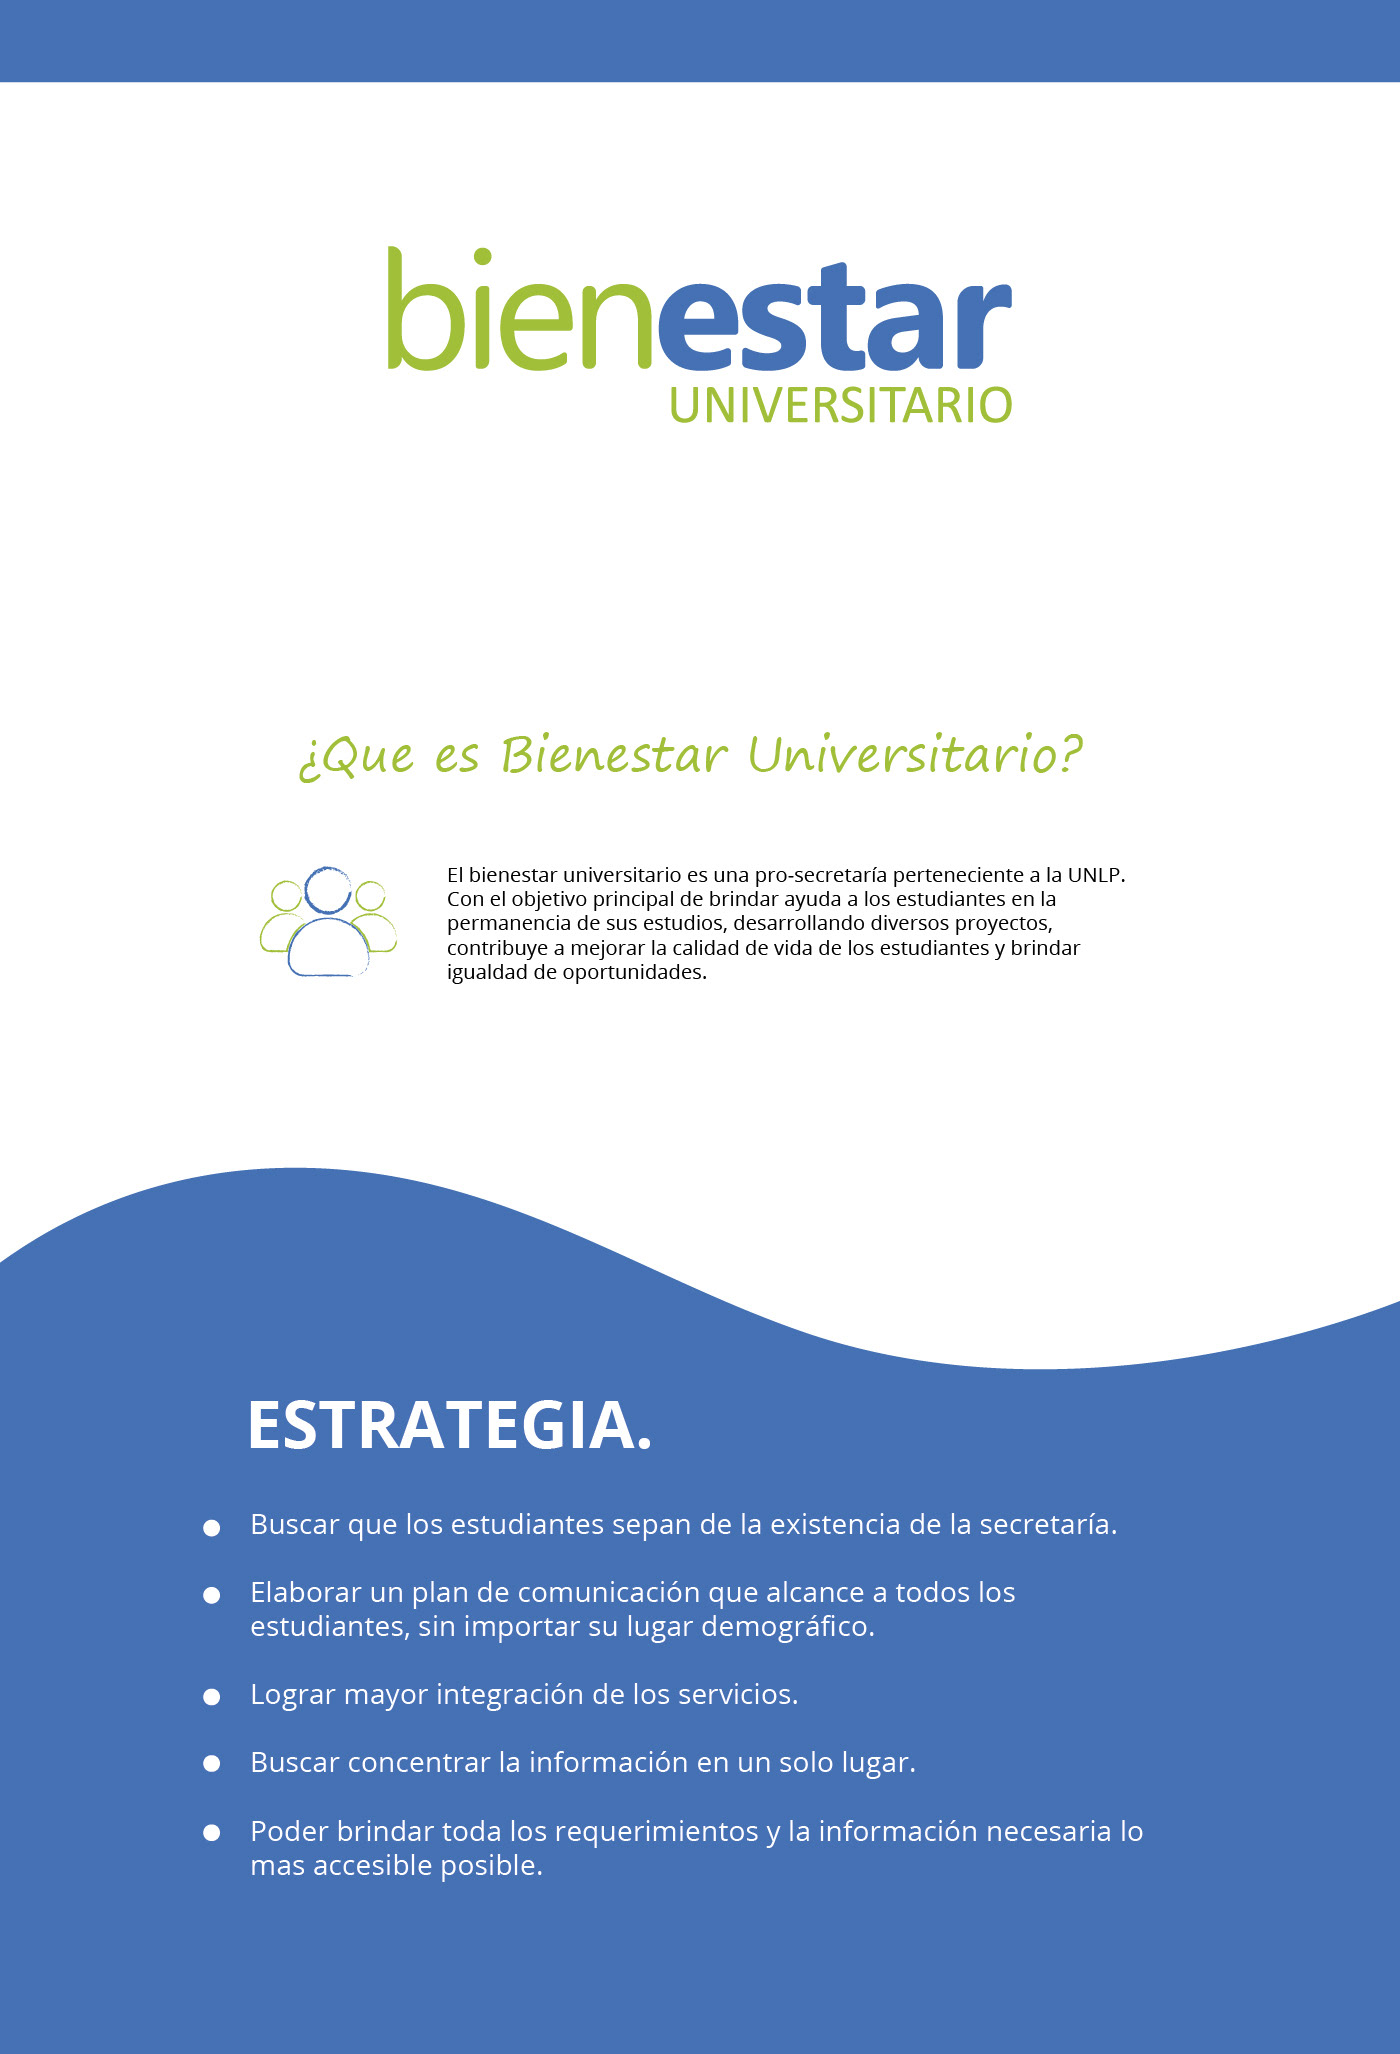 bienestar
UNIVERSITARIO
¿Que es Bienestar Universitario?
El bienestar universitario es una pro-secretaría perteneciente a la UNLP.
Con el objetivo principal de brindar ayuda a los estudiantes en la
permanencia de sus estudios, desarrollando diversos proyectos,
contribuye a mejorar la calidad de vida de los estudiantes y brindar
igualdad de oportunidades.
ESTRATEGIA.
Buscar que los estudiantes sepan de la existencia de la secretaría.
Elaborar un plan de comunicación que alcance a todos los
estudiantes, sin importar su lugar demográfico.
Lograr mayor integración de los servicios.
Buscar concentrar la información en un solo lugar.
Poder brindar toda los requerimientos y la información necesaria lo
mas accesible posible.